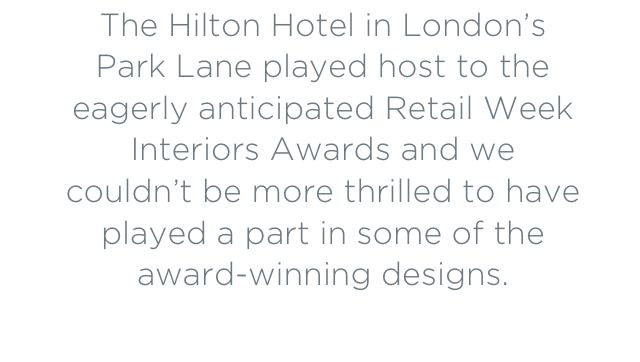 The Hilton Hotel in London’s
Park Lane played host to the
eagerly anticipated Retail Week
Interiors Awards and we
couldn’t be more thrilled to have
played a part in some of the
award-winning designs.